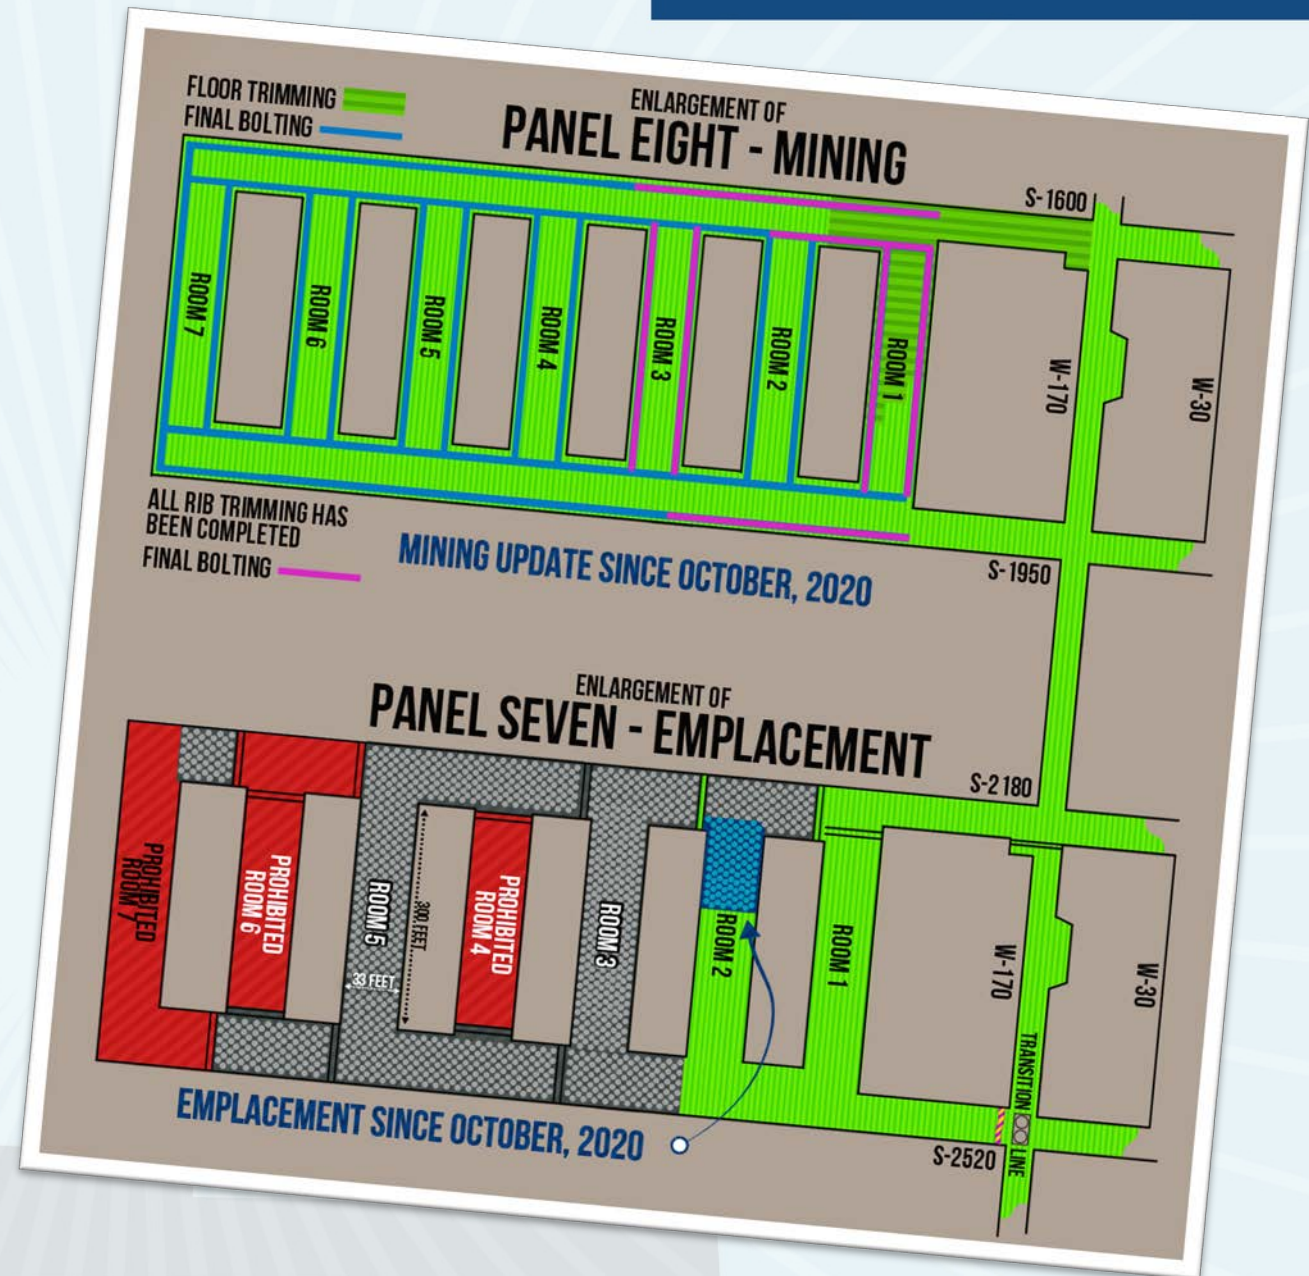 FLOOR TRIMMING
FINAL BOLTING
ENLARGEMENT OF
PANEL EIGHT - MINING
S-1600
ROOM 7
ROOM 6
ROOM 5
ROOM 4
ROOM 3
ROOM 2
ROOM 1
W-170
W-30
ALL RIB TRIMMING HAS
BEEN COMPLETED
FINAL BOLTING
MINING UPDATE SINCE OCTOBER, 2020
S-1950
ENLARGEMENT OF
PANEL SEVEN - EMPLACEMENT
S-2180
PROHIBITED
ROOM 7
PROHIBITED
ROOM 6
ROOM 5
33 FEET
300 FEET
PROHIBITED
ROOM 4
ROOM 3
ROOM 2
ROOM 1
W-170
W-30
TRANSITION
LINE
EMPLACEMENT SINCE OCTOBER, 2020
S-2520